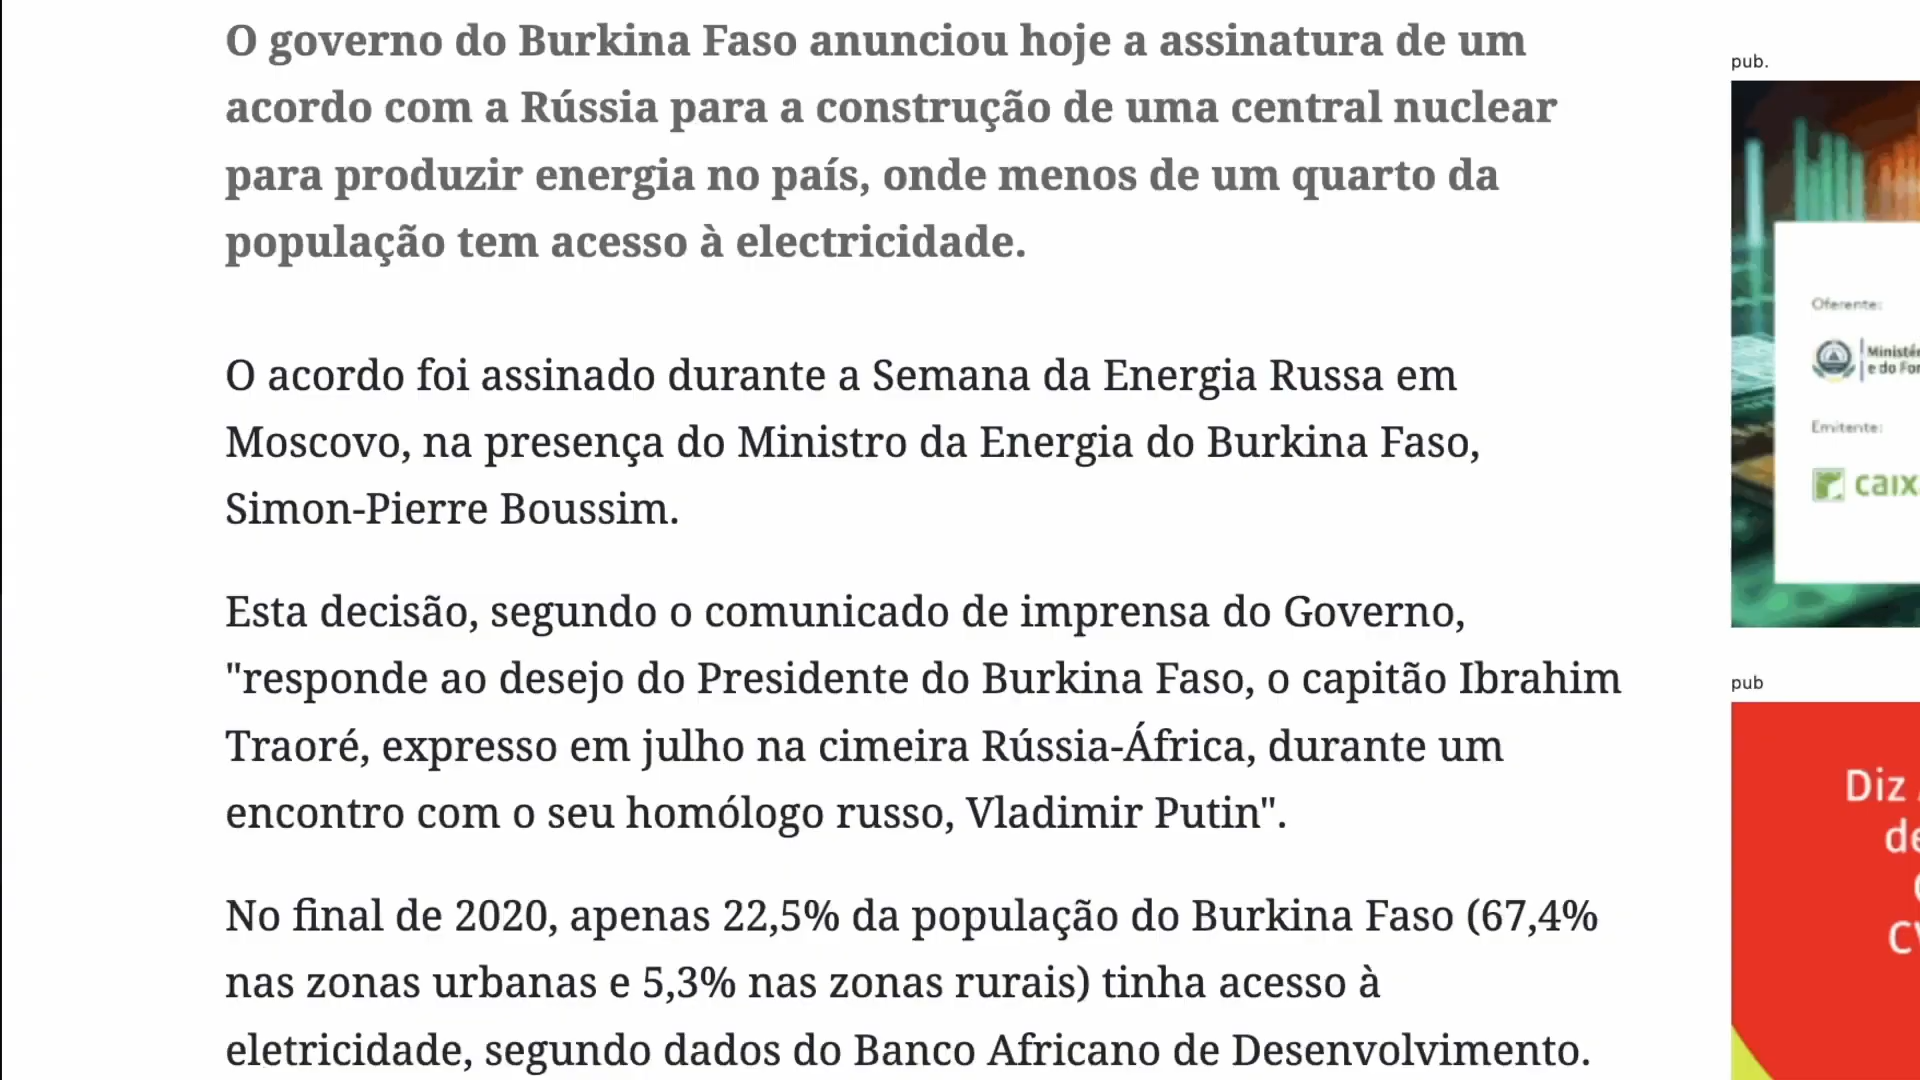 O governo do Burkina Faso anunciou hoje a assinatura de um
acordo com a Rússia para a construção de uma central nuclear
para produzir energia no país, onde menos de um quarto da
população tem acesso à electricidade.
O acordo foi assinado durante a Semana da Energia Russa em
Moscovo, na presença do Ministro da Energia do Burkina Faso,
Simon-Pierre Boussim.
Esta decisão, segundo o comunicado de imprensa do Governo,
"responde ao desejo do Presidente do Burkina Faso, o capitão Ibrahim
Traoré, expresso em julho na cimeira Rússia-África, durante um
encontro com o seu homólogo russo, Vladimir Putin".
No final de 2020, apenas 22,5% da população do Burkina Faso (67,4%
nas zonas urbanas e 5,3% nas zonas rurais) tinha acesso à
eletricidade, segundo dados do Banco Africano de Desenvolvimento.
pub.
Oferente:
e do
Emitente:
pub
Diz